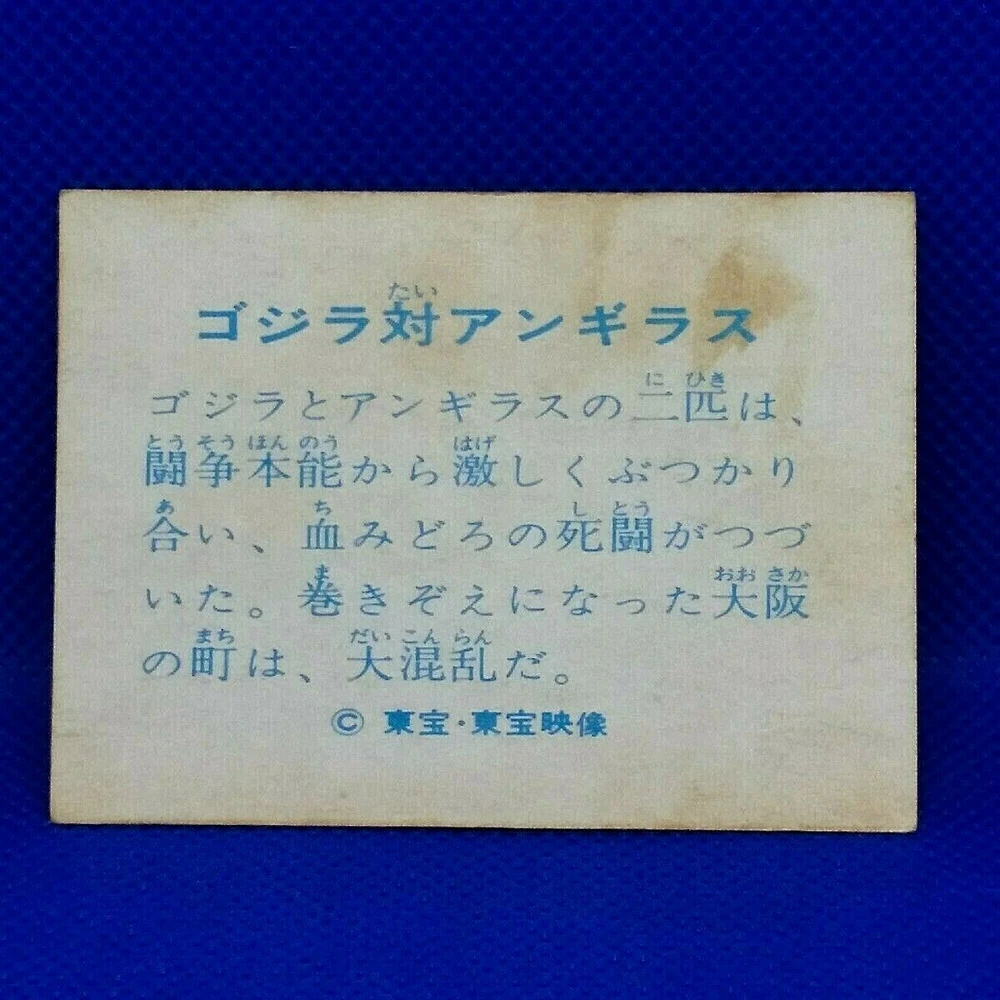 ゴジラ対アンギラス
ゴジラとアンギラスの二匹は、
闘争本能から激しくぶつかり
合い、血みどろの死闘がつづ
いた。巻きぞえになった大阪
の町は、大混乱だ。
© 東宝・東宝映像